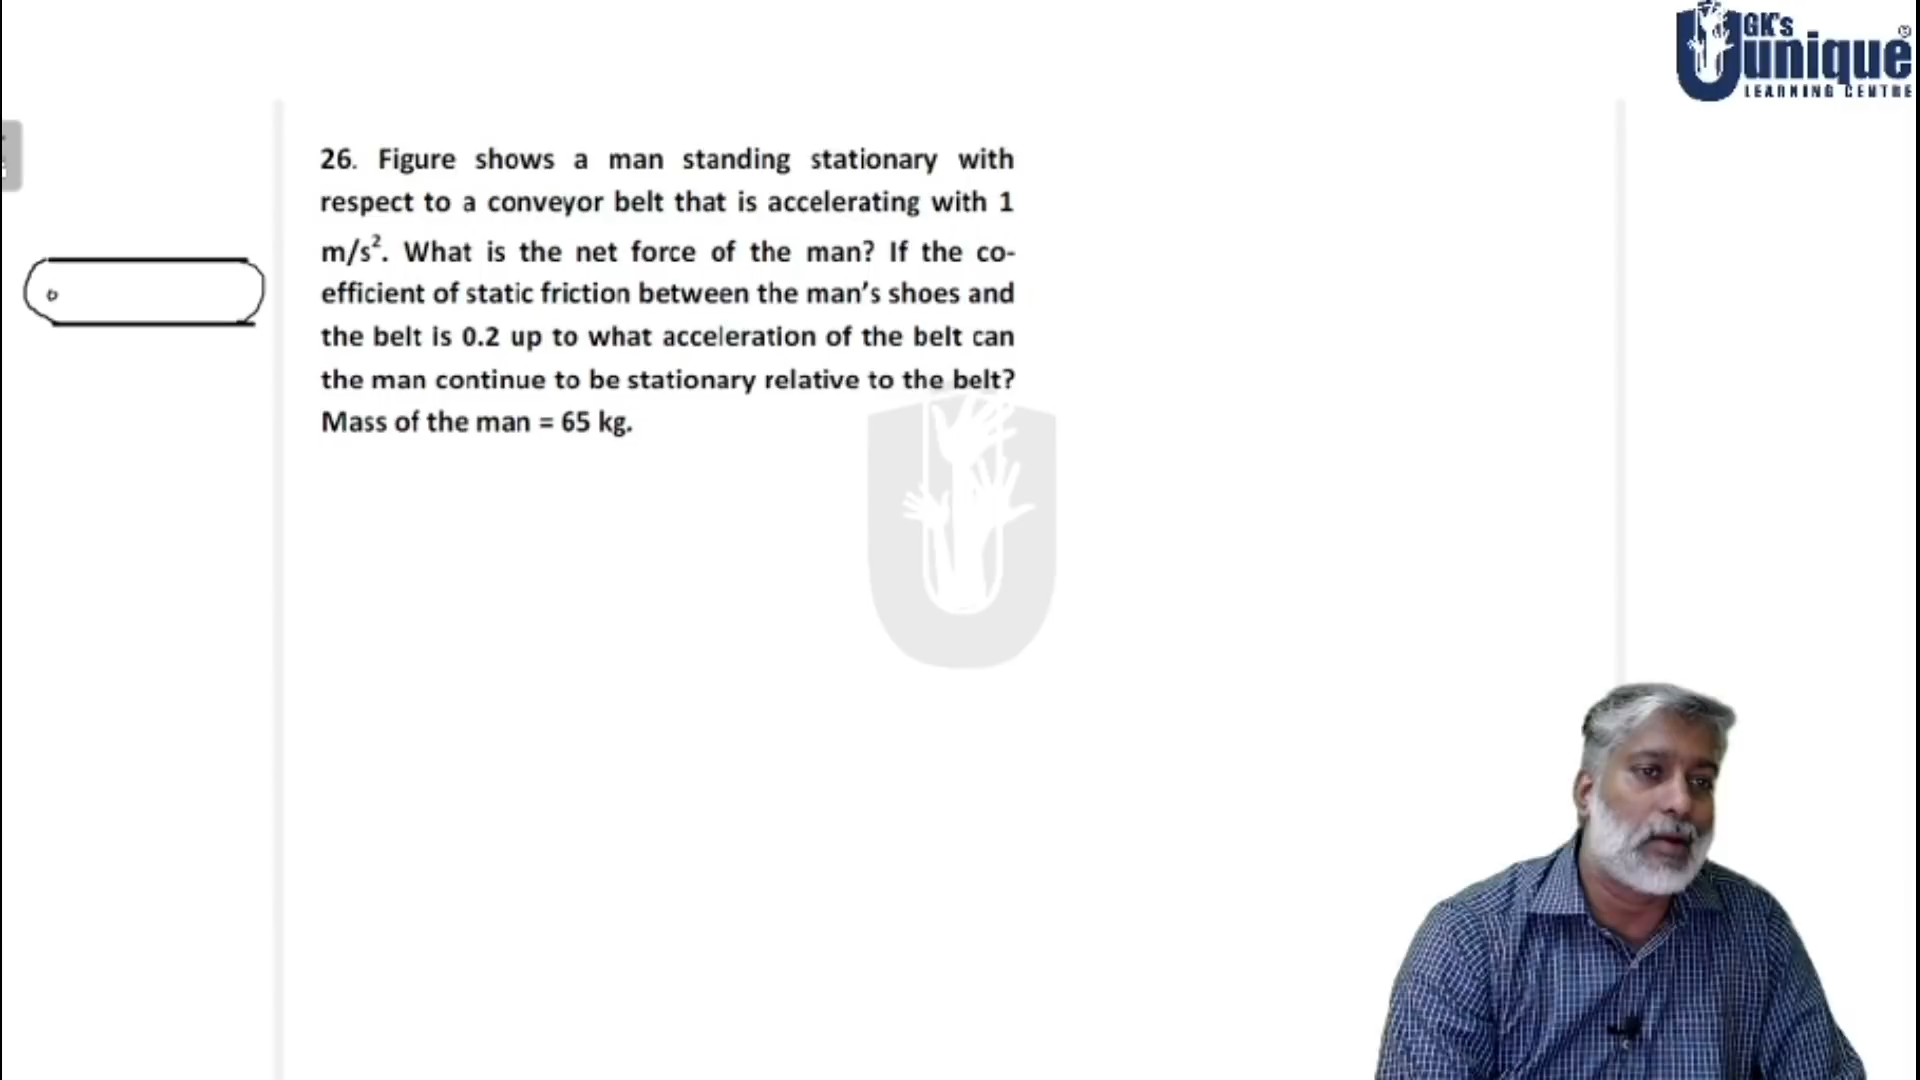 GK's
unique
LEARNING CENTRE
26. Figure shows a man standing stationary with
respect to a conveyor belt that is accelerating with 1
m/s². What is the net force of the man? If the co-
efficient of static friction between the man's shoes and
the belt is 0.2 up to what acceleration of the belt can
the man continue to be stationary relative to the belt?
Mass of the man = 65 kg.